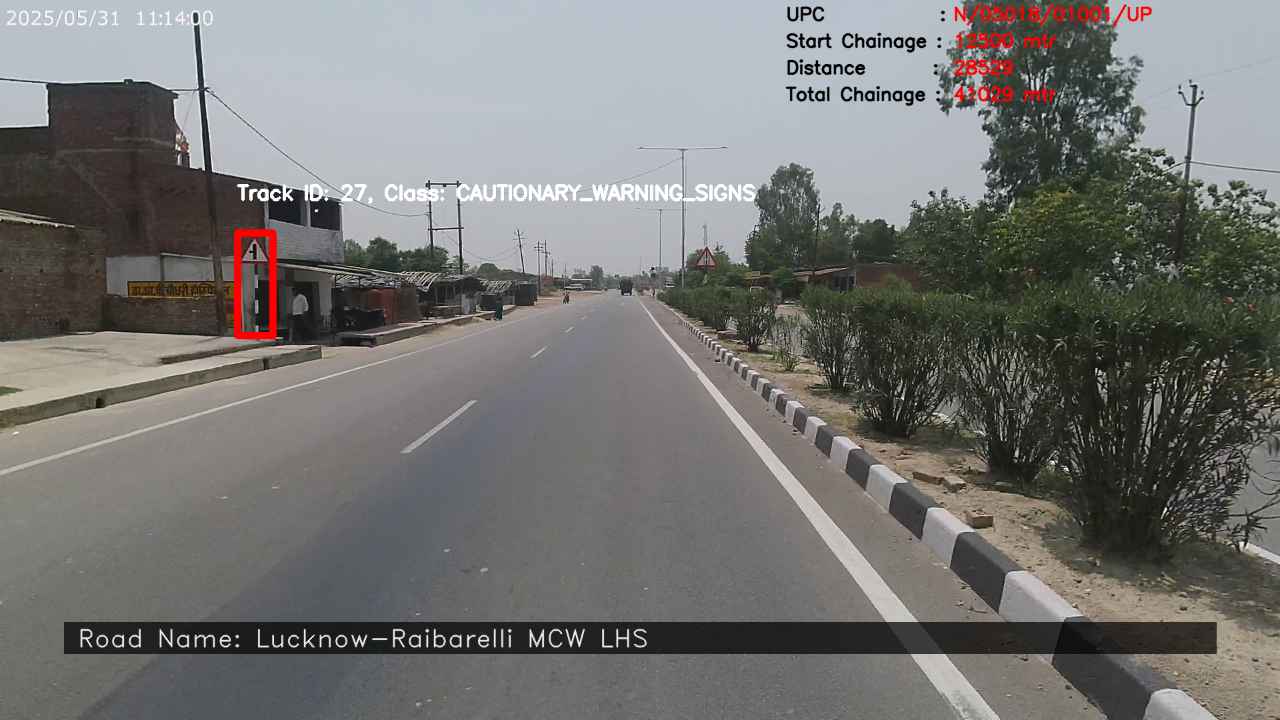 2025/05/31 11:14:00
UPC : N/05018/01001/UP
Start Chainage : 12500 mtr
Distance : 28529
Total Chainage : 41029 mtr
Track ID: 27, Class: CAUTIONARY_WARNING_SIGNS
Road Name: Lucknow-Raibarelli MCW LHS